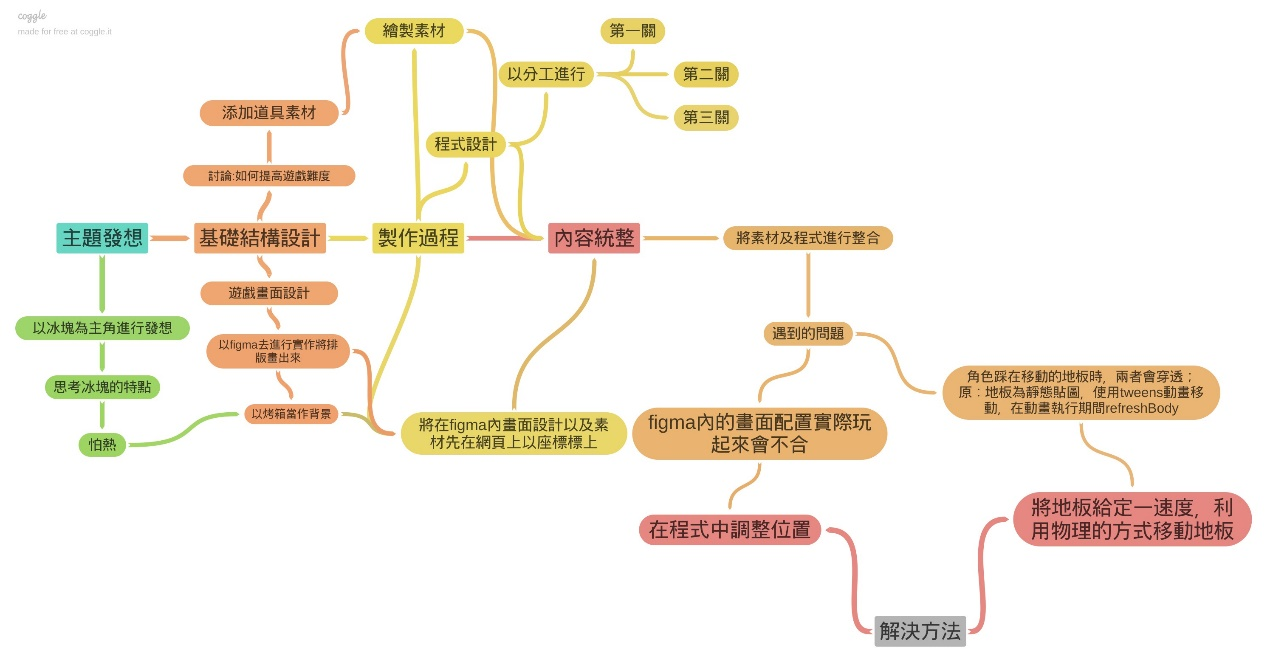 coggle
made for free at coggle.it
繪製素材
第一關
以分工進行
第二關
添加道具素材
第三關
程式設計
討論:如何提高遊戲難度
主題發想
基礎結構設計
製作過程
內容統整
將素材及程式進行整合
遊戲畫面設計
以冰塊為主角進行發想
遇到的問題
以figma去進行實作將排
版畫出來
思考冰塊的特點
角色踩在移動的地板時，兩者會穿透；
原：地板為靜態貼圖，使用tweens動畫移
動，在動畫執行期間refreshBody
以烤箱當作背景
怕熱
將在figma內畫面設計以及素
材先在網頁上以座標標上
figma內的畫面配置實際玩
起來會不合
在程式中調整位置
將地板給定一速度，利
用物理的方式移動地板
解決方法